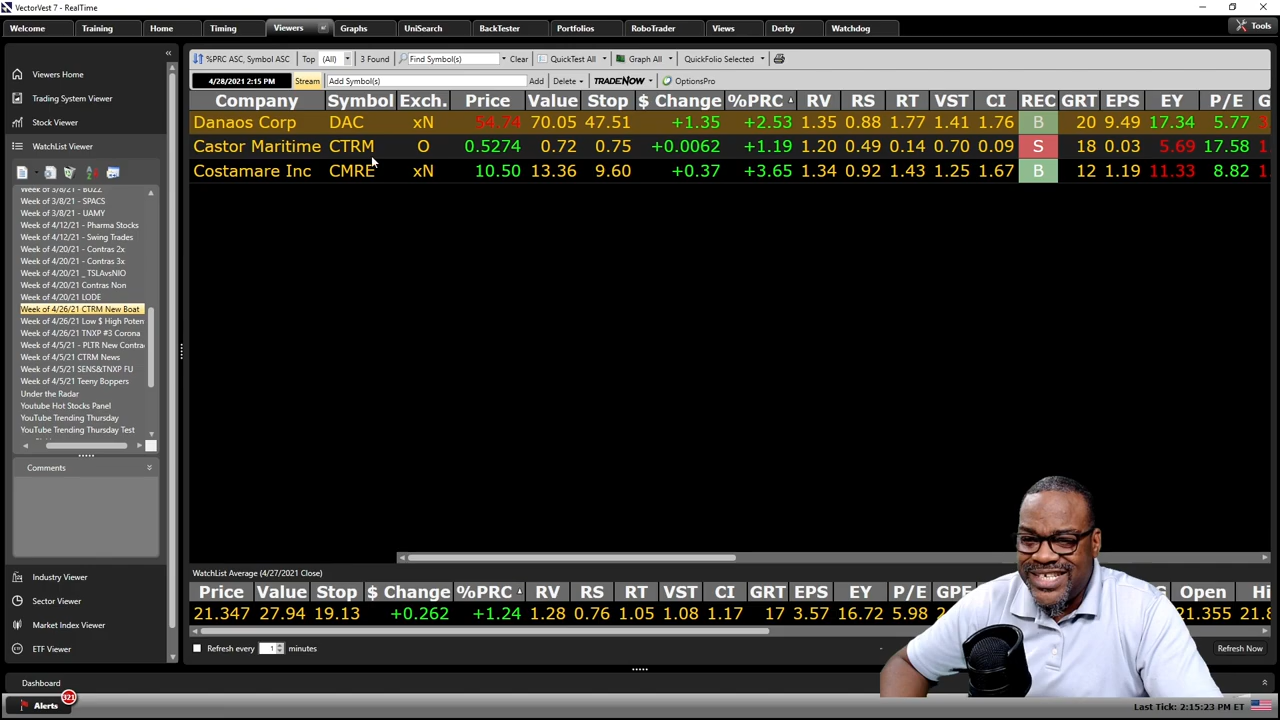 VectorVest 7 - RealTime
Welcome Training Home Timing Viewers Graphs UniSearch BackTester Portfolios RoboTrader Views Derby Watchdog Tools
Viewers Home
Trading System Viewer
Stock Viewer
WatchList Viewer
Week of 3/8/21 - BUZZ
Week of 3/8/21 - SPACS
Week of 3/8/21 - UAMY
Week of 4/12/21 - Pharma Stocks
Week of 4/12/21 - Swing Trades
Week of 4/20/21 - Contras 2x
Week of 4/20/21 - Contras 3x
Week of 4/20/21 _ TSLAvsNIO
Week of 4/20/21 Contras Non
Week of 4/20/21 LODE
Week of 4/26/21 CTRM New Boat
Week of 4/26/21 Low $ High Poten
Week of 4/26/21 TNXP #3 Corona
Week of 4/5/21 - PLTR New Contra
Week of 4/5/21 CTRM News
Week of 4/5/21 SENS&TNXP FU
Week of 4/5/21 Teeny Boppers
Under the Radar
Youtube Hot Stocks Panel
YouTube Trending Thursday
YouTube Trending Thursday Test
Comments
Industry Viewer
Sector Viewer
Market Index Viewer
ETF Viewer
%PRC ASC, Symbol ASC Top (All) 3 Found Find Symbol(s) Clear QuickTest All Graph All QuickFolio Selected
4/28/2021 2:15 PM Stream Add Symbol(s) Add Delete TRADENOW OptionsPro
Company Symbol Exch. Price Value Stop $ Change %PRC RV RS RT VST CI REC GRT EPS EY P/E G
Danaos Corp DAC xN 54.74 70.05 47.51 +1.35 +2.53 1.35 0.88 1.77 1.41 1.76 B 20 9.49 17.34 5.77 3
Castor Maritime CTRM O 0.5274 0.72 0.75 +0.0062 +1.19 1.20 0.49 0.14 0.70 0.09 S 18 0.03 5.69 17.58 1
Costamare Inc CMRE xN 10.50 13.36 9.60 +0.37 +3.65 1.34 0.92 1.43 1.25 1.67 B 12 1.19 11.33 8.82 1
WatchList Average (4/27/2021 Close)
Price Value Stop $ Change %PRC RV RS RT VST CI GRT EPS EY P/E GPE G Open Hi
21.347 27.94 19.13 +0.262 +1.24 1.28 0.76 1.05 1.08 1.17 17 3.57 16.72 5.98 2 21.355 21.8
Refresh every 1 minutes Refresh Now
Dashboard
Alerts 321 Last Tick: 2:15:23 PM ET